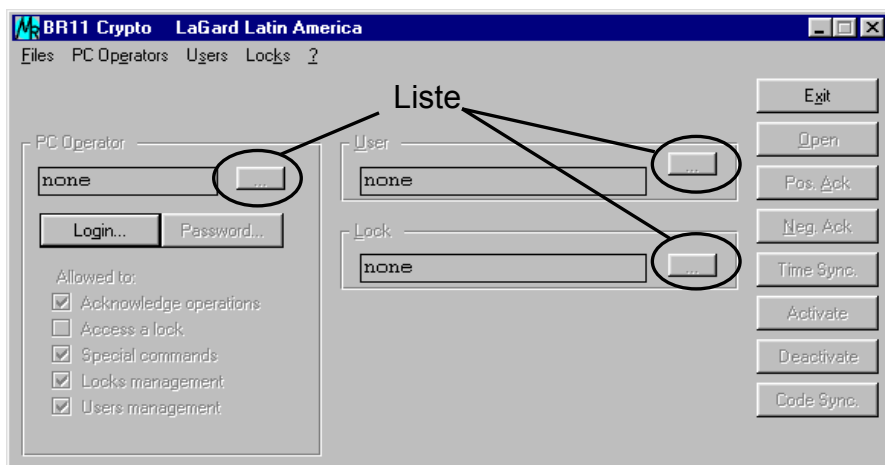 MR BR11 Crypto LaGard Latin America
Files PC Operators Users Locks ?
Liste
PC Operator
none
...
Login...
Password...
Allowed to:
Acknowledge operations
Access a lock
Special commands
Locks management
Users management
User
none
...
Lock
none
...
Exit
Open
Pos. Ack
Neg. Ack
Time Sync.
Activate
Deactivate
Code Sync.